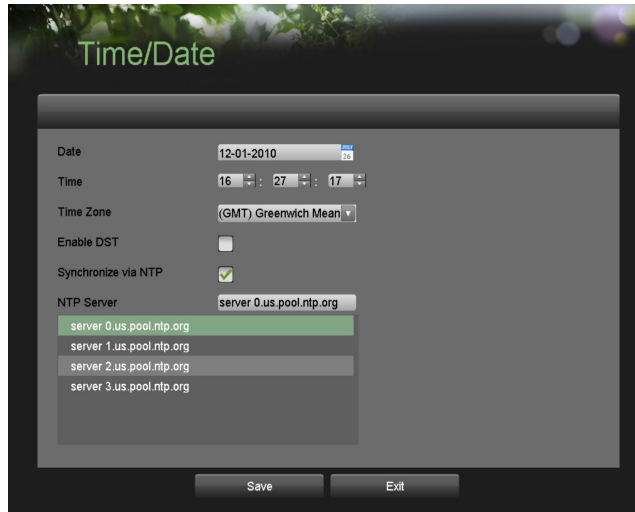 Time/Date
Date 12-01-2010 JULY 26
Time 16 : 27 : 17
Time Zone (GMT) Greenwich Mean
Enable DST
Synchronize via NTP
NTP Server server 0.us.pool.ntp.org
server 0.us.pool.ntp.org
server 1.us.pool.ntp.org
server 2.us.pool.ntp.org
server 3.us.pool.ntp.org
Save Exit